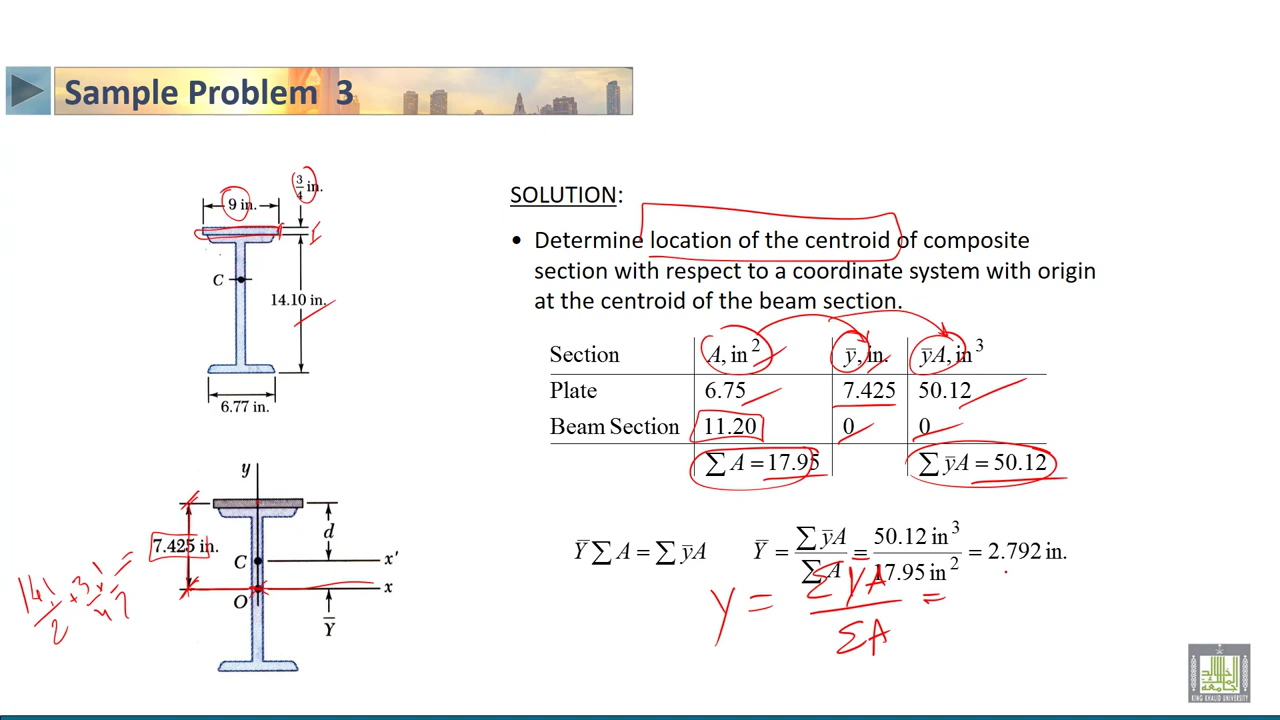 Sample Problem 3
9 in.
3/4 in.
C
14.10 in.
6.77 in.
SOLUTION:
• Determine location of the centroid of composite
section with respect to a coordinate system with origin
at the centroid of the beam section.
Section A, in² ȳ, in. ȳA, in³
Plate 6.75 7.425 50.12
Beam Section 11.20 0 0
∑ A = 17.95 ∑ ȳA = 50.12
y
d
7.425 in.
C x'
O x
Ȳ
Ȳ ∑ A = ∑ ȳA Ȳ = ∑ ȳA / ∑ A = 50.12 in³ / 17.95 in² = 2.792 in.
y = Σ yA / Σ A =
KING KHALID UNIVERSITY